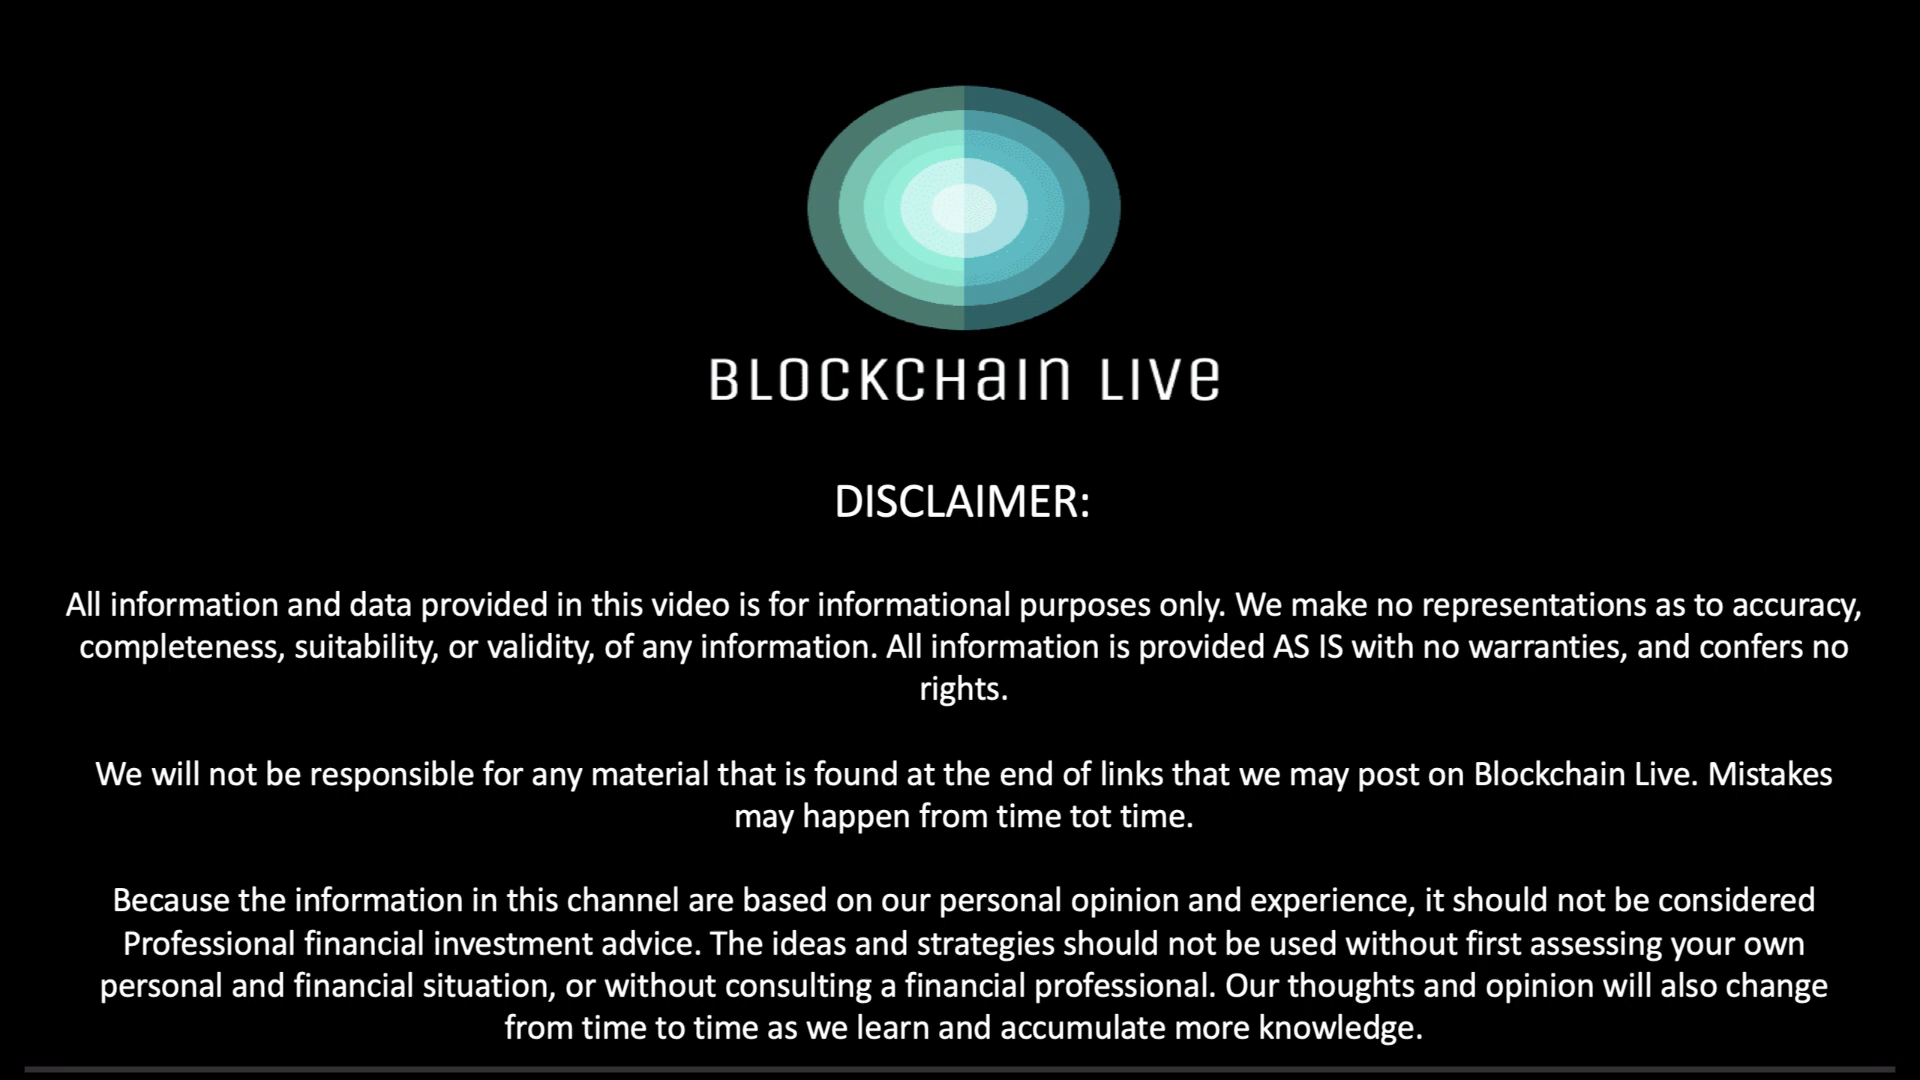 BLOCKCHaIn LIVe
DISCLAIMER:
All information and data provided in this video is for informational purposes only. We make no representations as to accuracy,
completeness, suitability, or validity, of any information. All information is provided AS IS with no warranties, and confers no
rights.
We will not be responsible for any material that is found at the end of links that we may post on Blockchain Live. Mistakes
may happen from time tot time.
Because the information in this channel are based on our personal opinion and experience, it should not be considered
Professional financial investment advice. The ideas and strategies should not be used without first assessing your own
personal and financial situation, or without consulting a financial professional. Our thoughts and opinion will also change
from time to time as we learn and accumulate more knowledge.